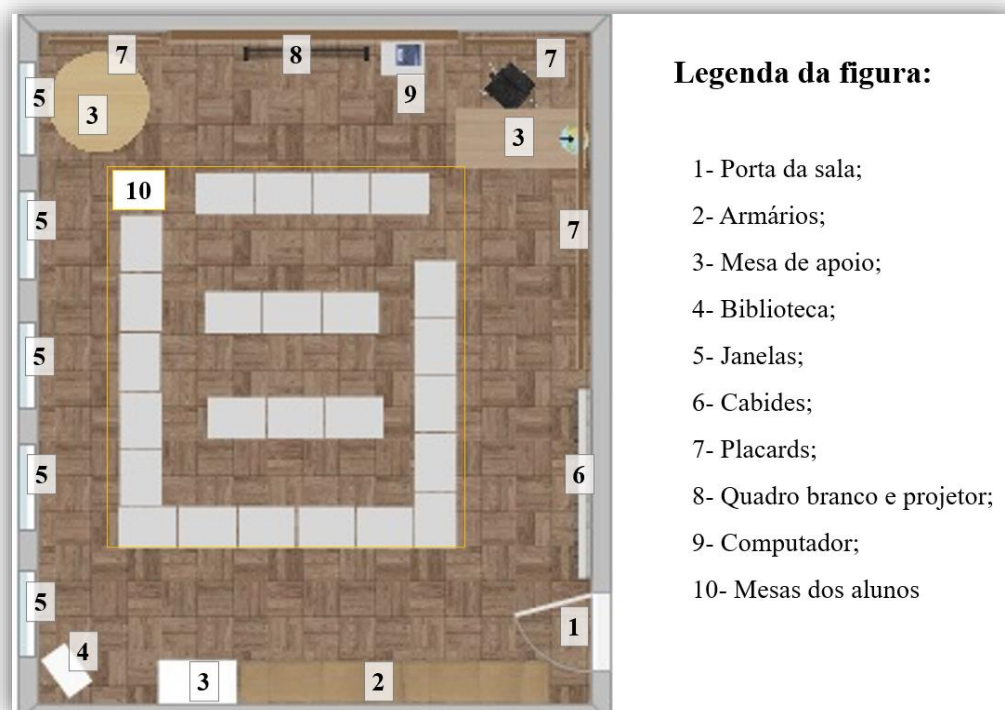 7
8
7
5
9
3
3
Legenda da figura:
10
1- Porta da sala;
2- Armários;
5
7
3- Mesa de apoio;
4- Biblioteca;
5
5- Janelas;
6- Cabides;
7- Placards;
5
6
8- Quadro branco e projetor;
9- Computador;
5
10- Mesas dos alunos
1
4
3
2